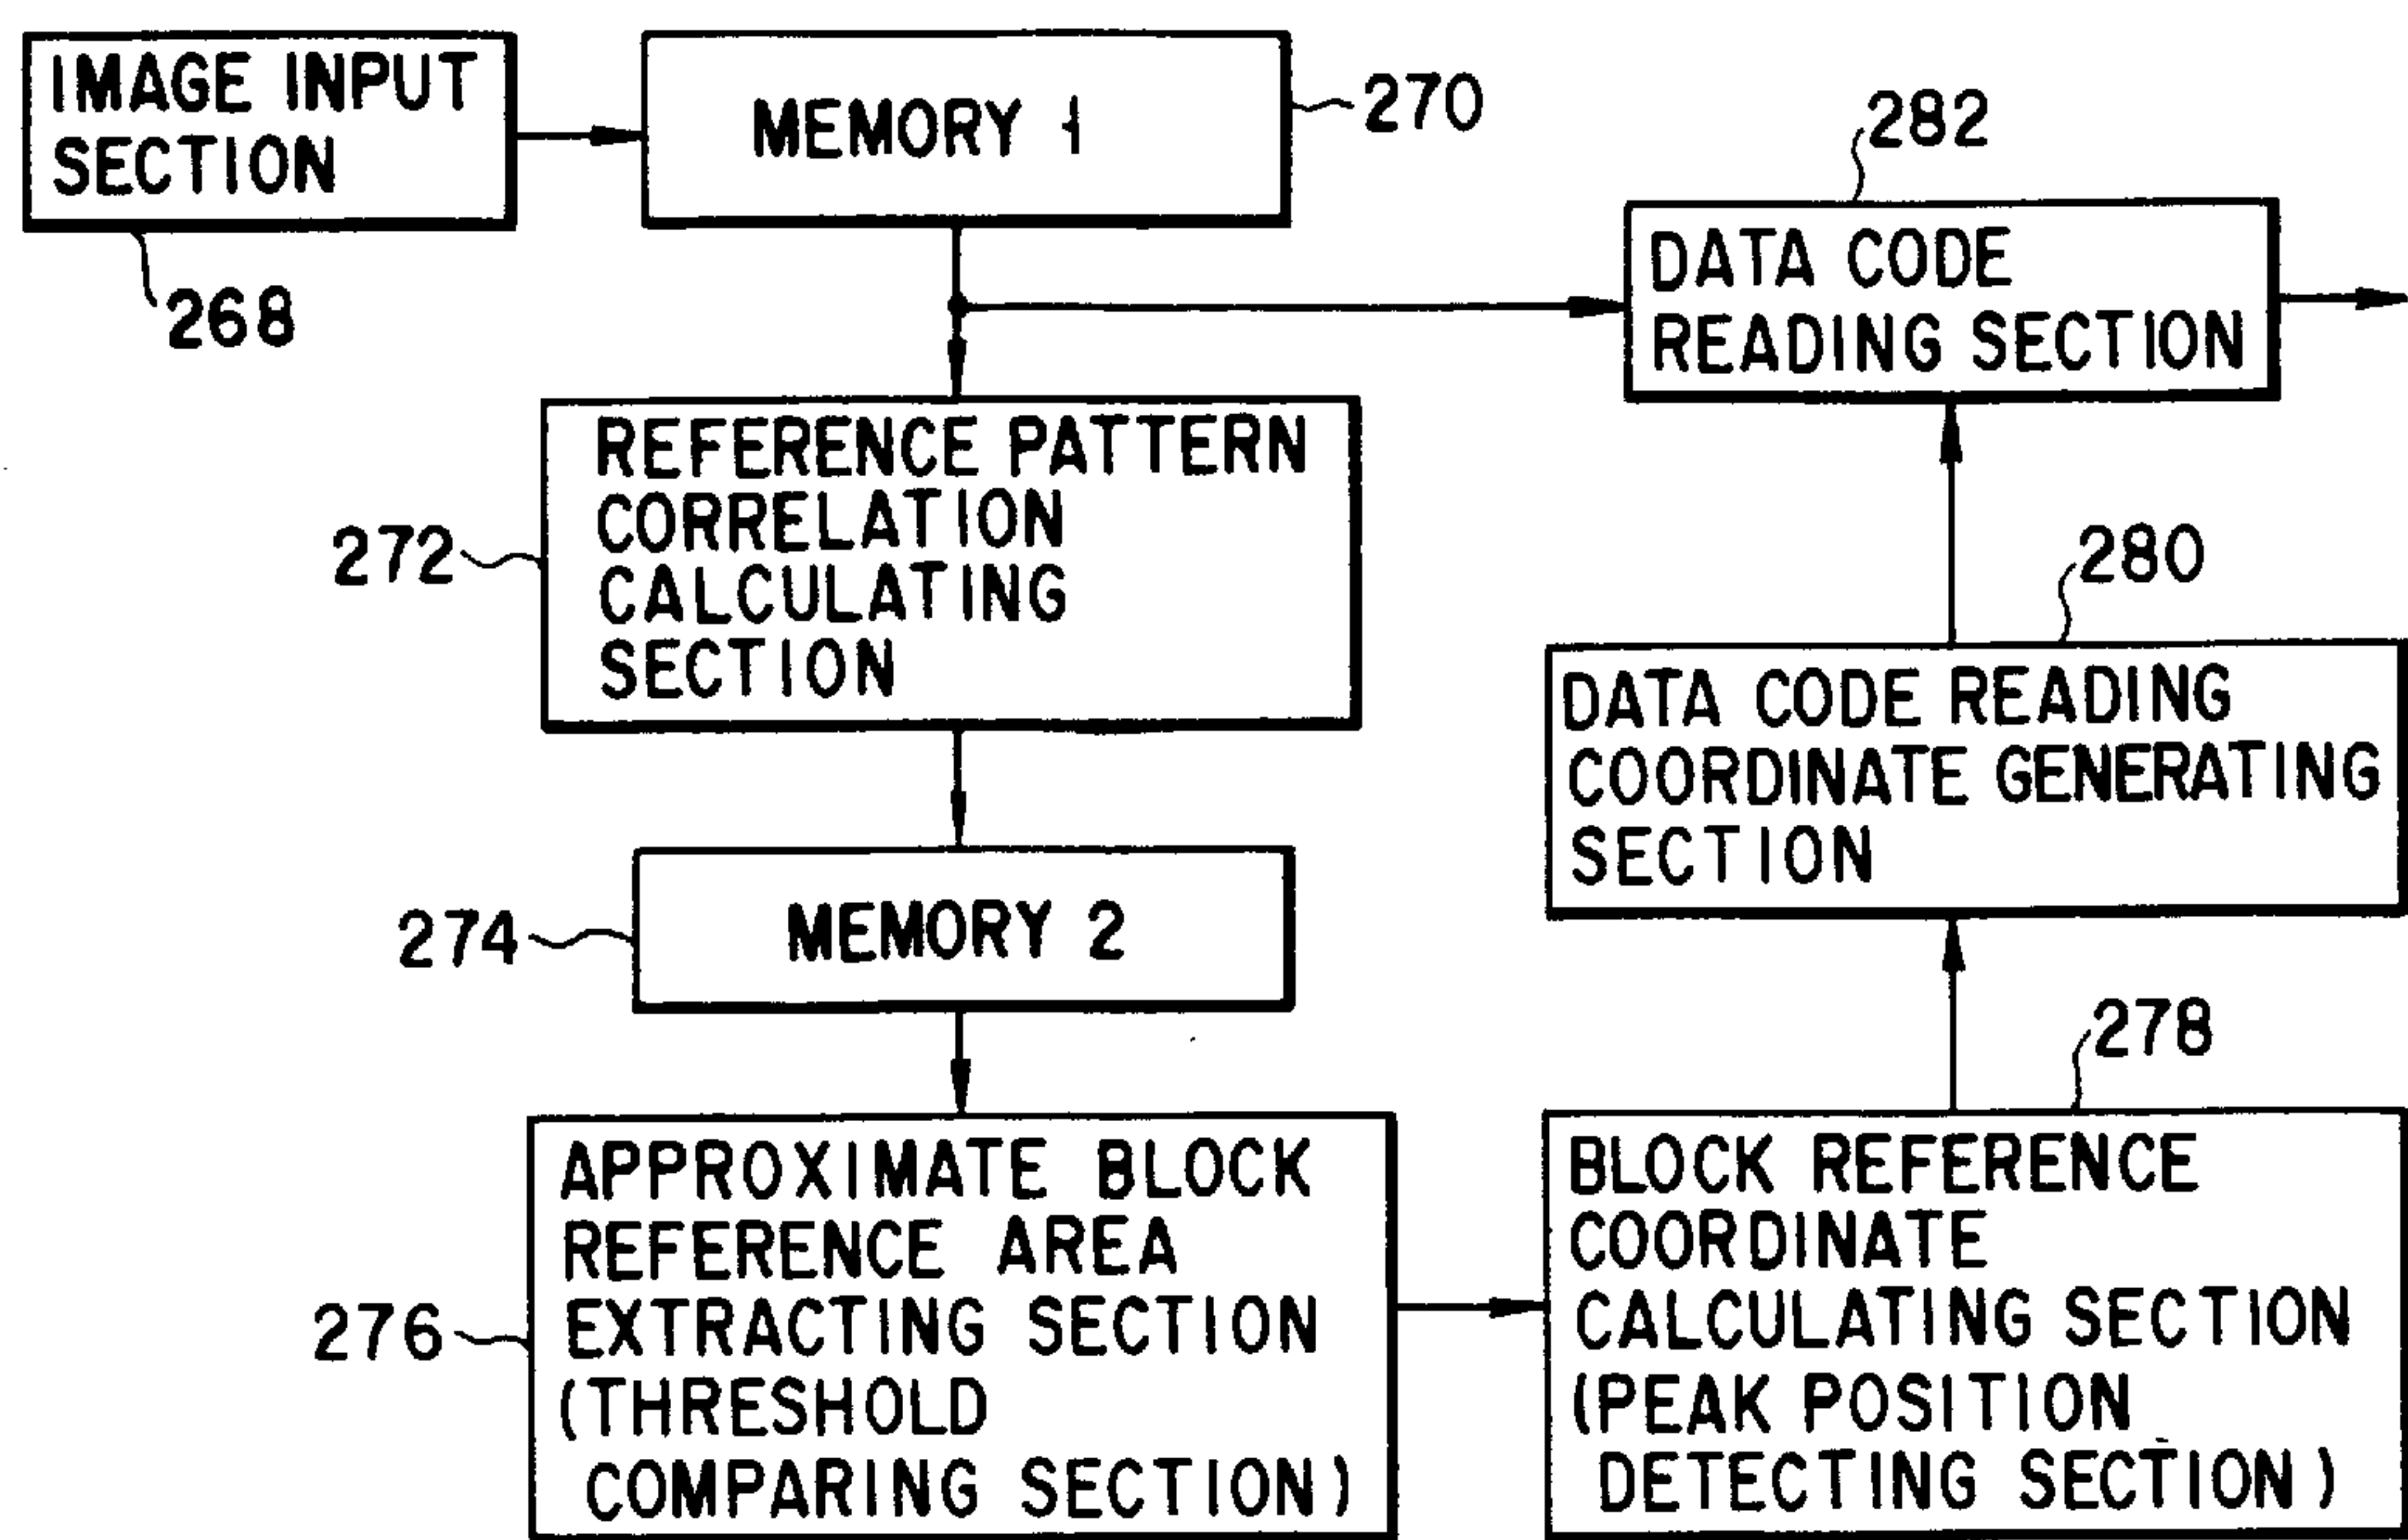 IMAGE INPUT
SECTION
268
MEMORY 1
270
282
DATA CODE
READING SECTION
REFERENCE PATTERN
CORRELATION
CALCULATING
SECTION
272
280
DATA CODE READING
COORDINATE GENERATING
SECTION
MEMORY 2
274
278
APPROXIMATE BLOCK
REFERENCE AREA
EXTRACTING SECTION
(THRESHOLD
COMPARING SECTION)
276
BLOCK REFERENCE
COORDINATE
CALCULATING SECTION
(PEAK POSITION
DETECTING SECTION)